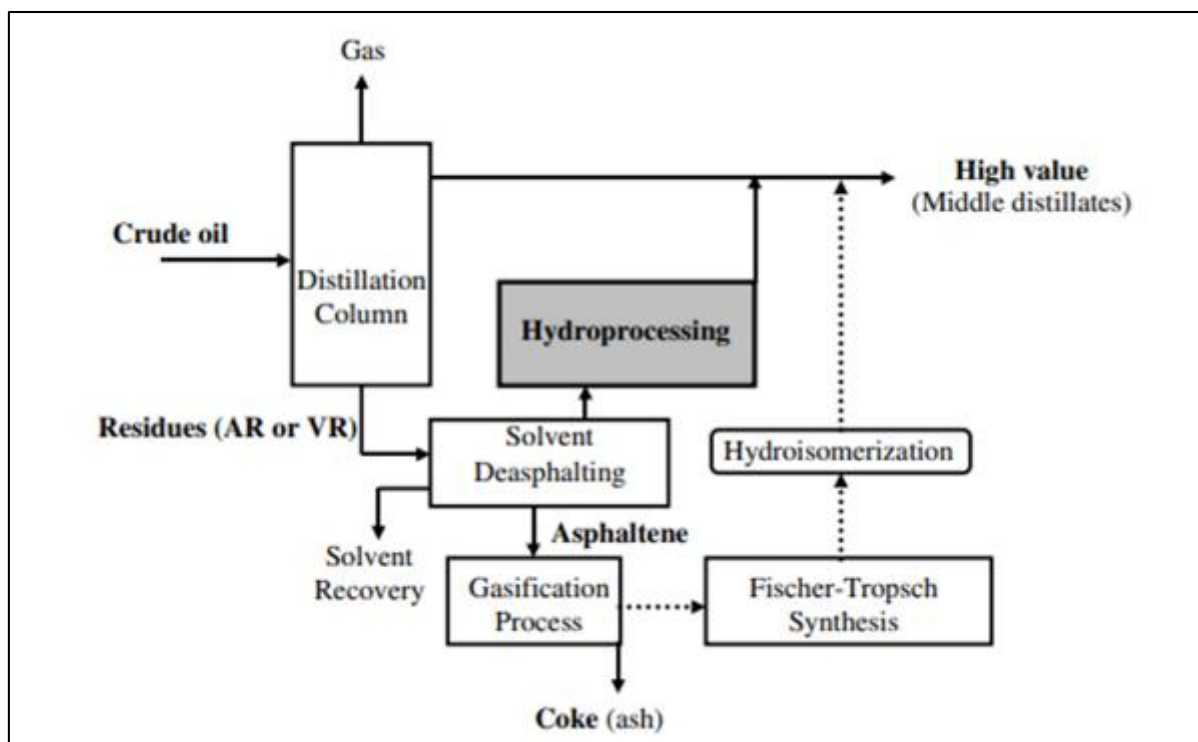 Gas
High value
(Middle distillates)
Crude oil
Distillation
Column
Hydroprocessing
Residues (AR or VR)
Solvent
Deasphalting
Hydroisomerization
Solvent
Recovery
Asphaltene
Gasification
Process
Fischer-Tropsch
Synthesis
Coke (ash)